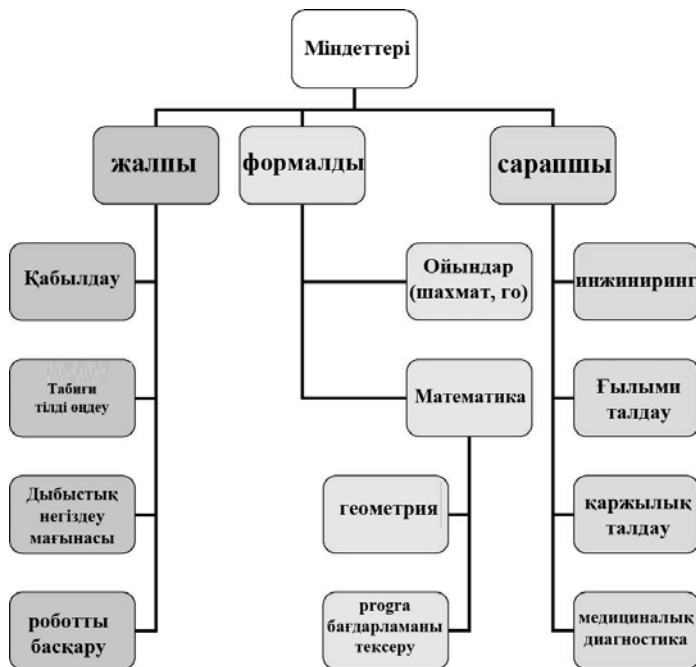 Міндеттері
жалпы
формалды
сарапшы
Қабылдау
Ойындар
(шахмат, го)
инжиниринг
Табиғи
тілді өңдеу
Математика
Ғылыми
талдау
Дыбыстық
негіздеу
мағынасы
геометрия
қаржылық
талдау
роботты
басқару
progra
бағдарламаны
тексеру
медициналық
диагностика